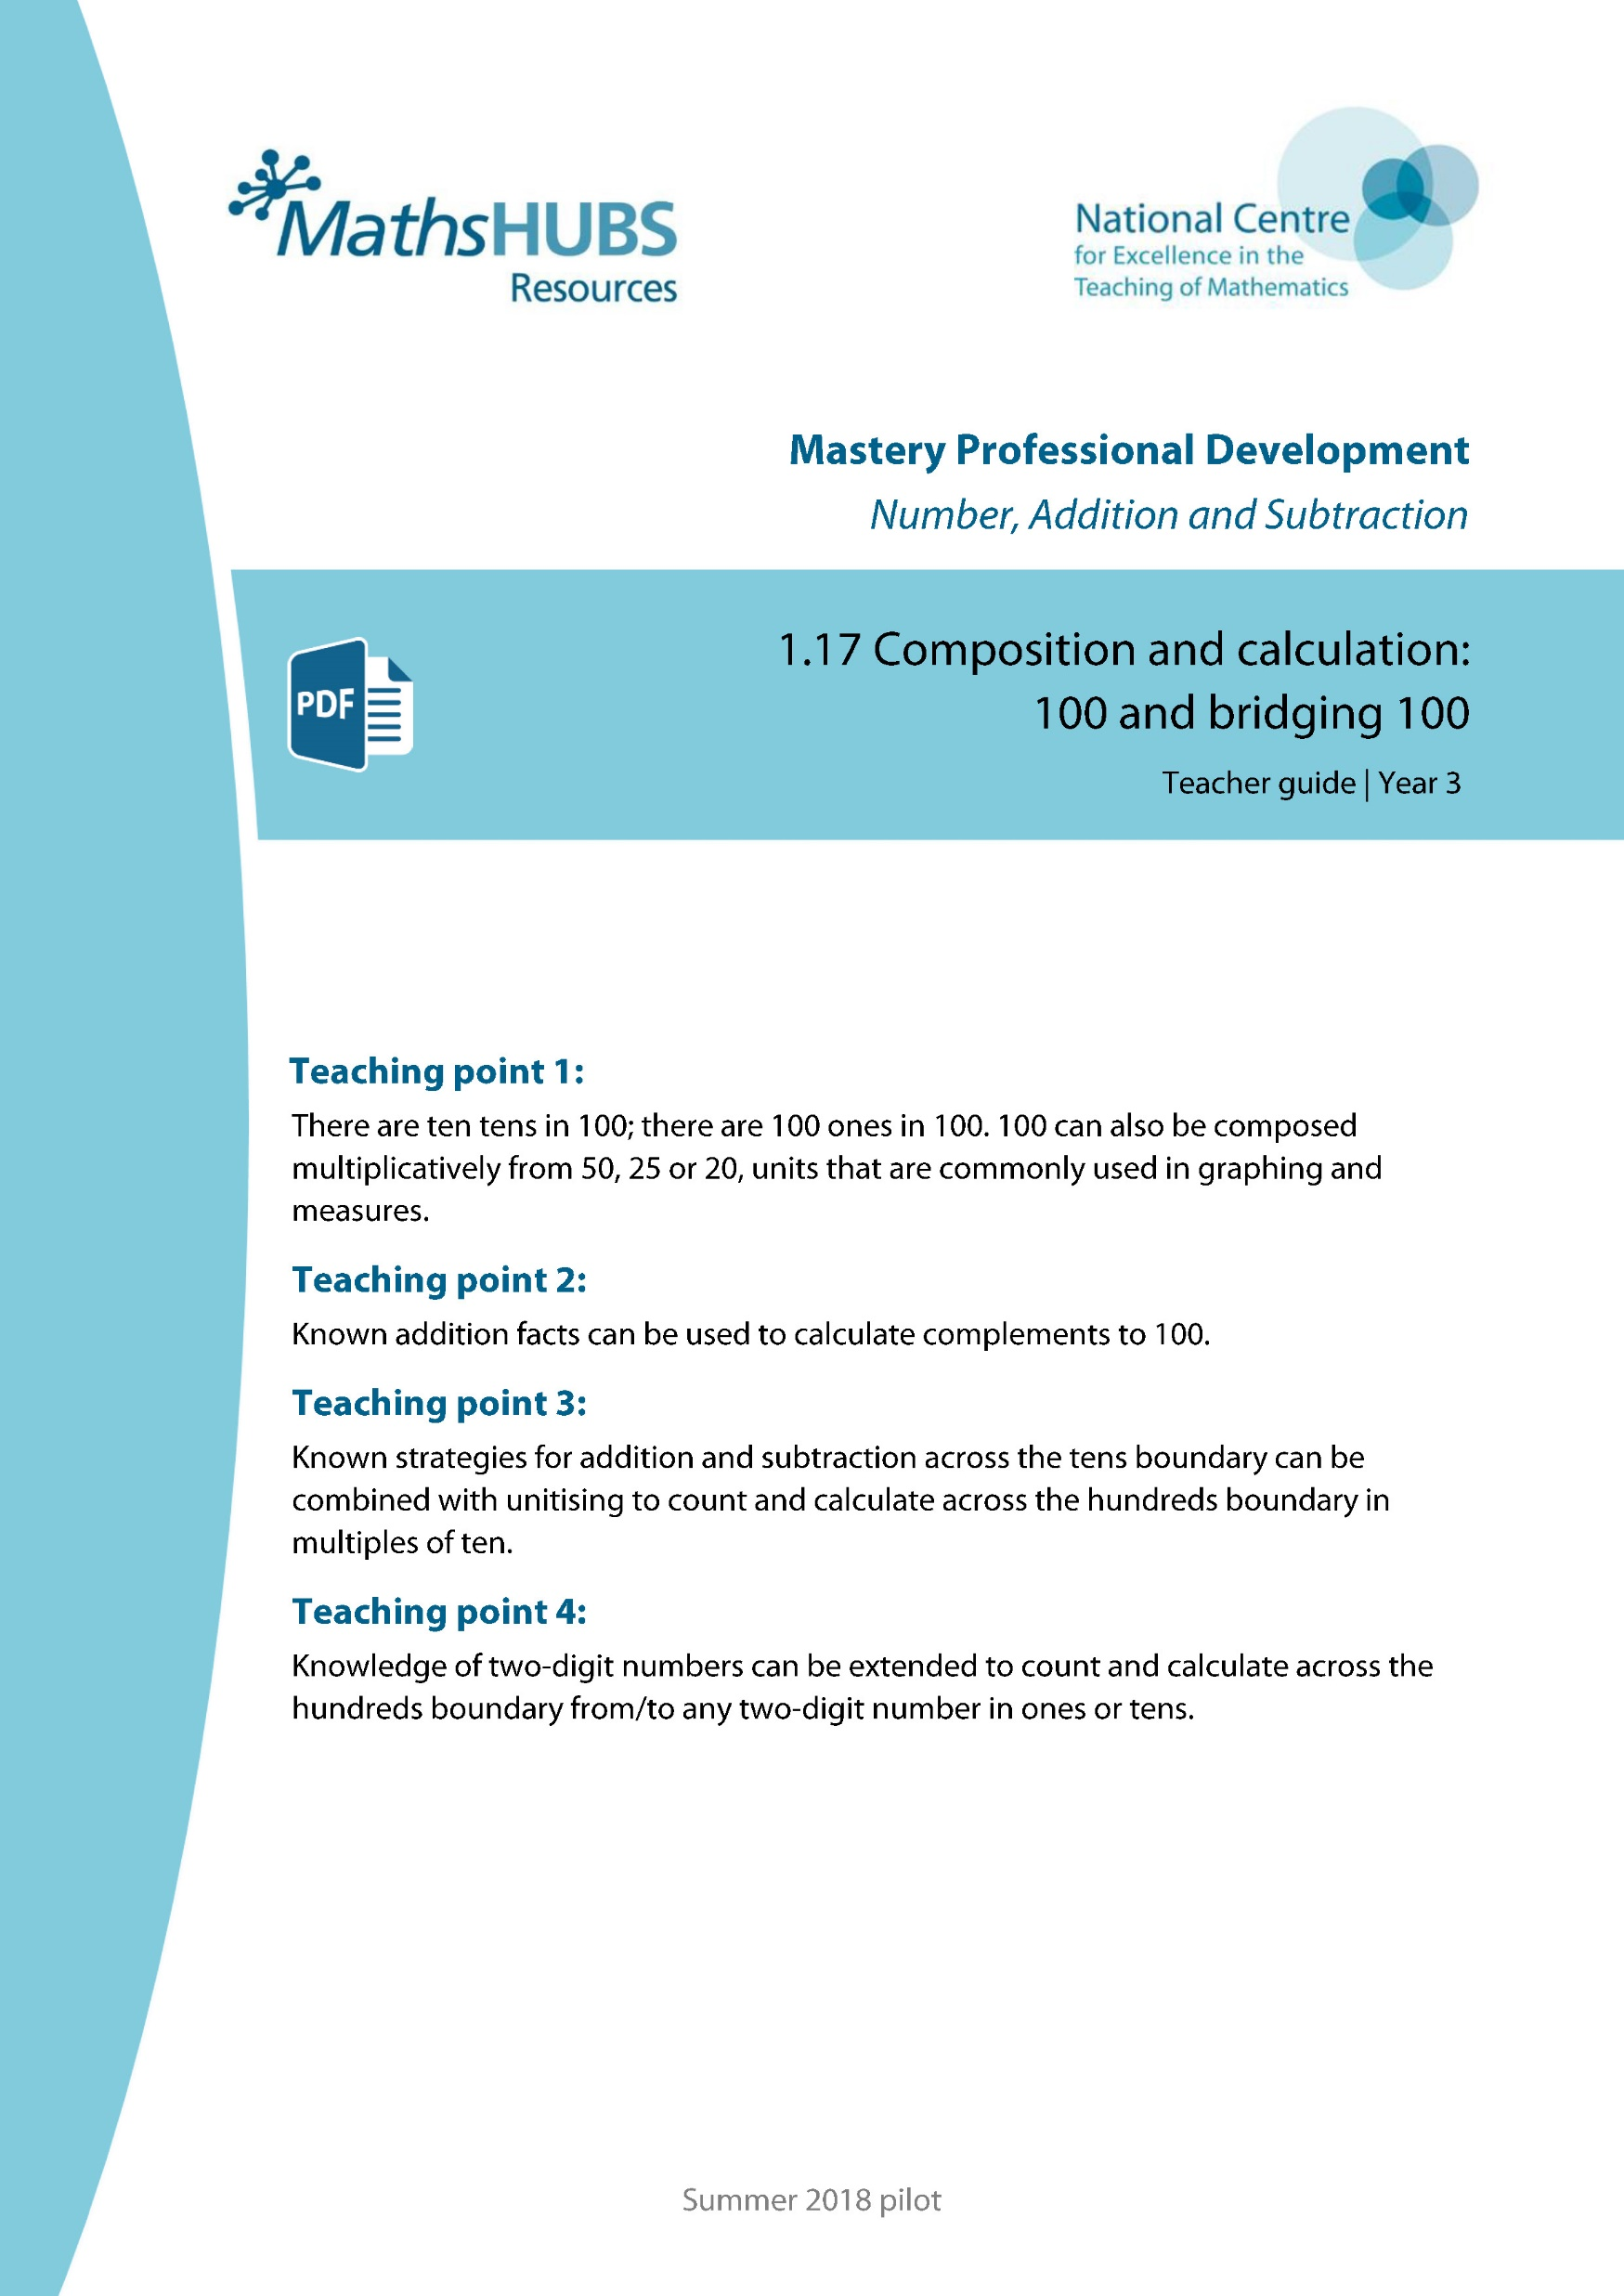 MathsHUBS
Resources
National Centre
for Excellence in the
Teaching of Mathematics
Mastery Professional Development
Number, Addition and Subtraction
PDF
1.17 Composition and calculation:
100 and bridging 100
Teacher guide | Year 3
Teaching point 1:
There are ten tens in 100; there are 100 ones in 100. 100 can also be composed
multiplicatively from 50, 25 or 20, units that are commonly used in graphing and
measures.
Teaching point 2:
Known addition facts can be used to calculate complements to 100.
Teaching point 3:
Known strategies for addition and subtraction across the tens boundary can be
combined with unitising to count and calculate across the hundreds boundary in
multiples of ten.
Teaching point 4:
Knowledge of two-digit numbers can be extended to count and calculate across the
hundreds boundary from/to any two-digit number in ones or tens.
Summer 2018 pilot